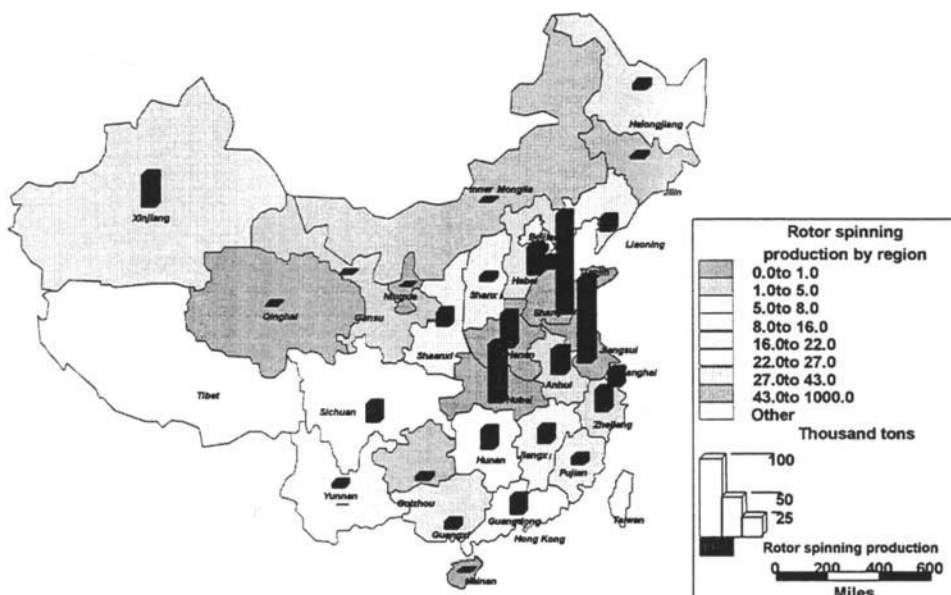 Helongjiang
Jilin
Inner Monglia
Xinjiang
Liaoning
Hebei
Tianjin
Shanxi
Ningxia
Qinghai
Gansu
Shaanxi
Henan
Jiangsui
Anhui
Hubei
Zhejiang
Tibet
Sichuan
Hunan
Jiangxi
Fujian
Yunnan
Guizhou
Guangxi
Guangdong
Taiwan
Hong Kong
Hainan
Rotor spinning
production by region
0.0to 1.0
1.0to 5.0
5.0to 8.0
8.0to 16.0
16.0to 22.0
22.0to 27.0
27.0to 43.0
43.0to 1000.0
Other
Thousand tons
100
50
25
Rotor spinning production
0 200 400 600
Miles